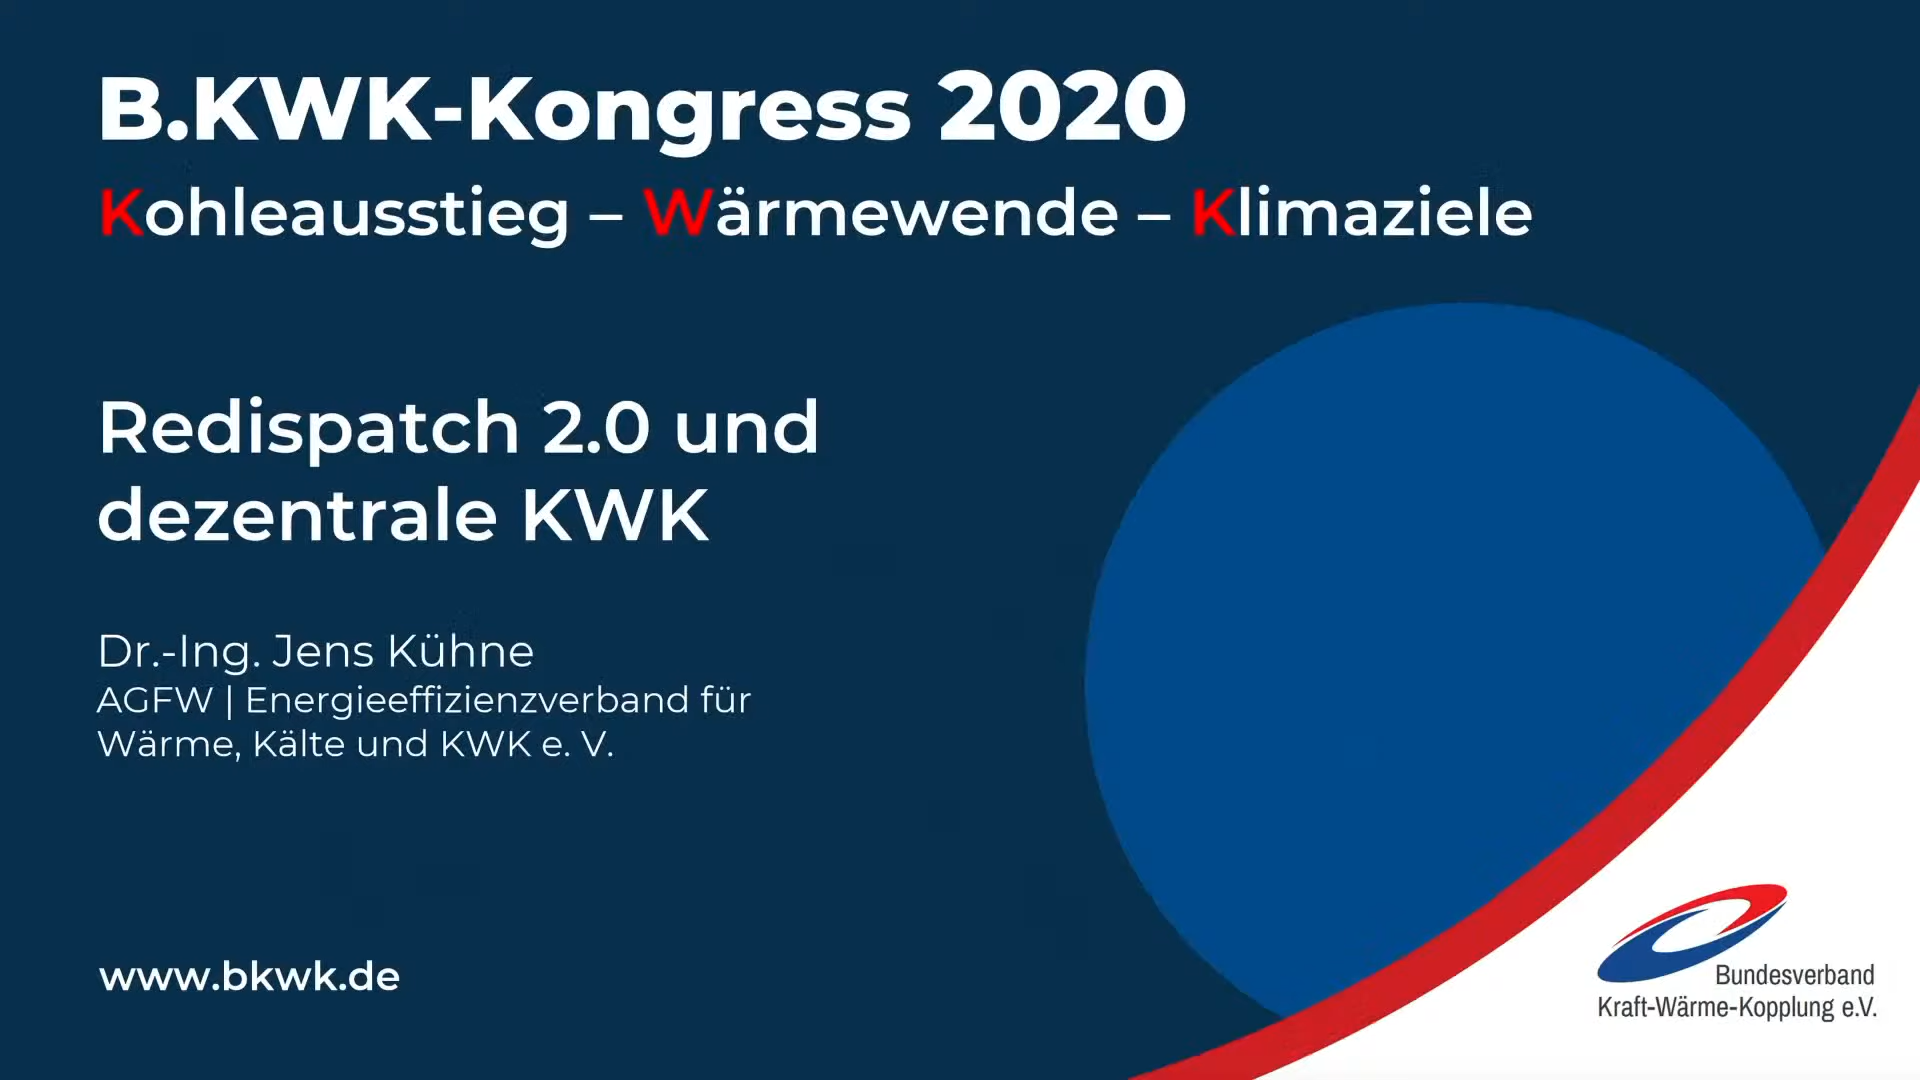 B.KWK-Kongress 2020
Kohleausstieg – Wärmewende – Klimaziele
Redispatch 2.0 und
dezentrale KWK
Dr.-Ing. Jens Kühne
AGFW | Energieeffizienzverband für
Wärme, Kälte und KWK e. V.
www.bkwk.de
Bundesverband
Kraft-Wärme-Kopplung e.V.